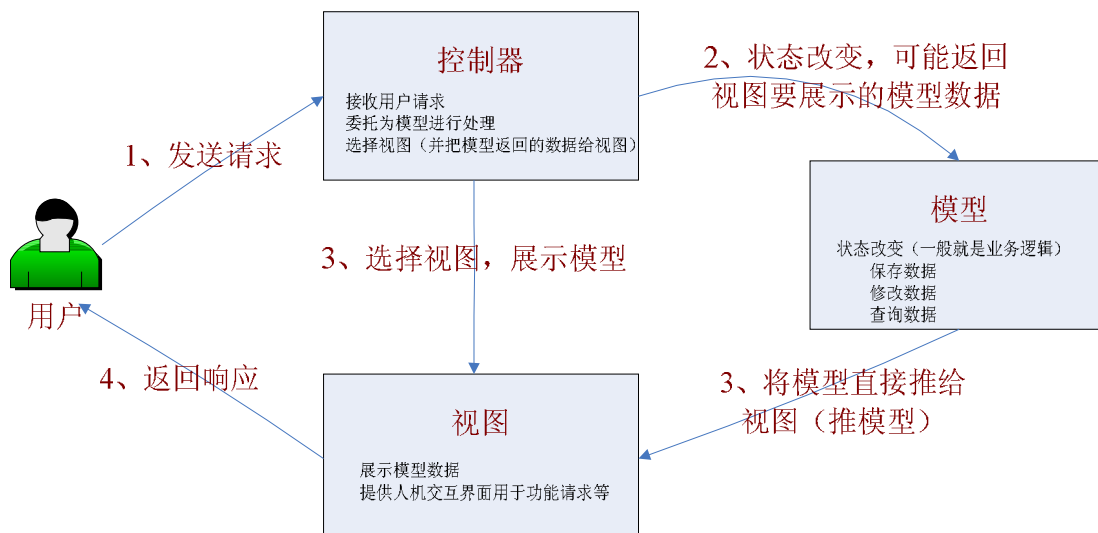 控制器
接收用户请求
委托为模型进行处理
选择视图（并把模型返回的数据给视图）
2、状态改变，可能返回
视图要展示的模型数据
1、发送请求
模型
状态改变（一般就是业务逻辑）
保存数据
修改数据
查询数据
3、选择视图，展示模型
用户
4、返回响应
3、将模型直接推给
视图（推模型）
视图
展示模型数据
提供人机交互界面用于功能请求等